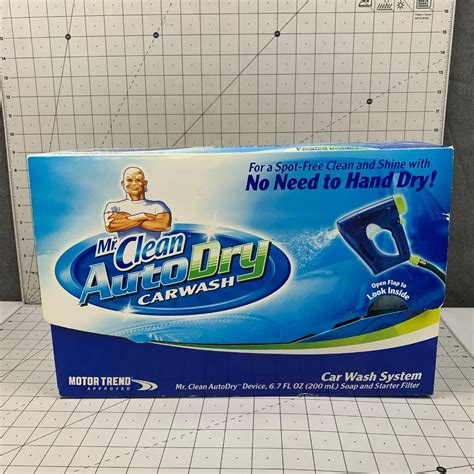 For a Spot-Free Clean and Shine with
No Need to Hand Dry!
Mr. Clean
AutoDry
CARWASH
Open Flap to
Look Inside
MOTOR TREND
APPROVED
Car Wash System
Mr. Clean AutoDry™ Device, 6.7 FL OZ (200 mL) Soap and Starter Filter